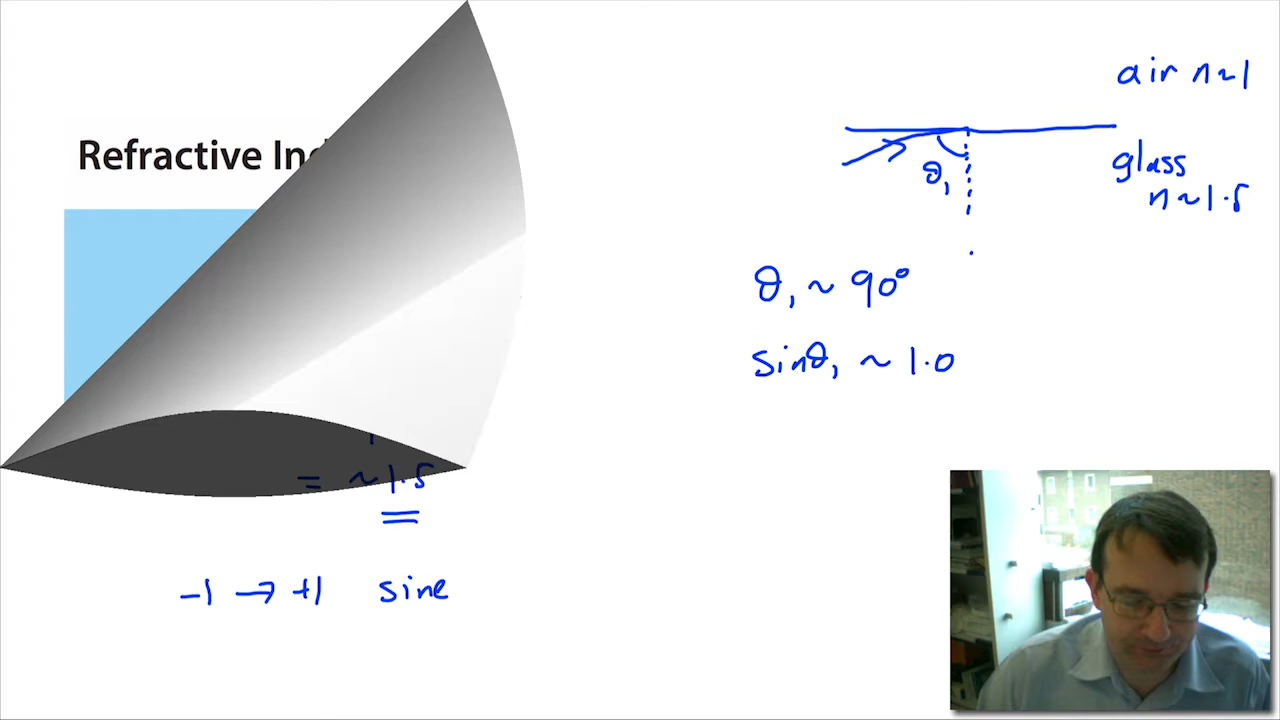 Refractive Ind
= ~ 1.5
-1 → +1 sine
air n~1
glass
n~1.5
θ₁
θ₁ ~ 90°
sinθ₁ ~ 1.0